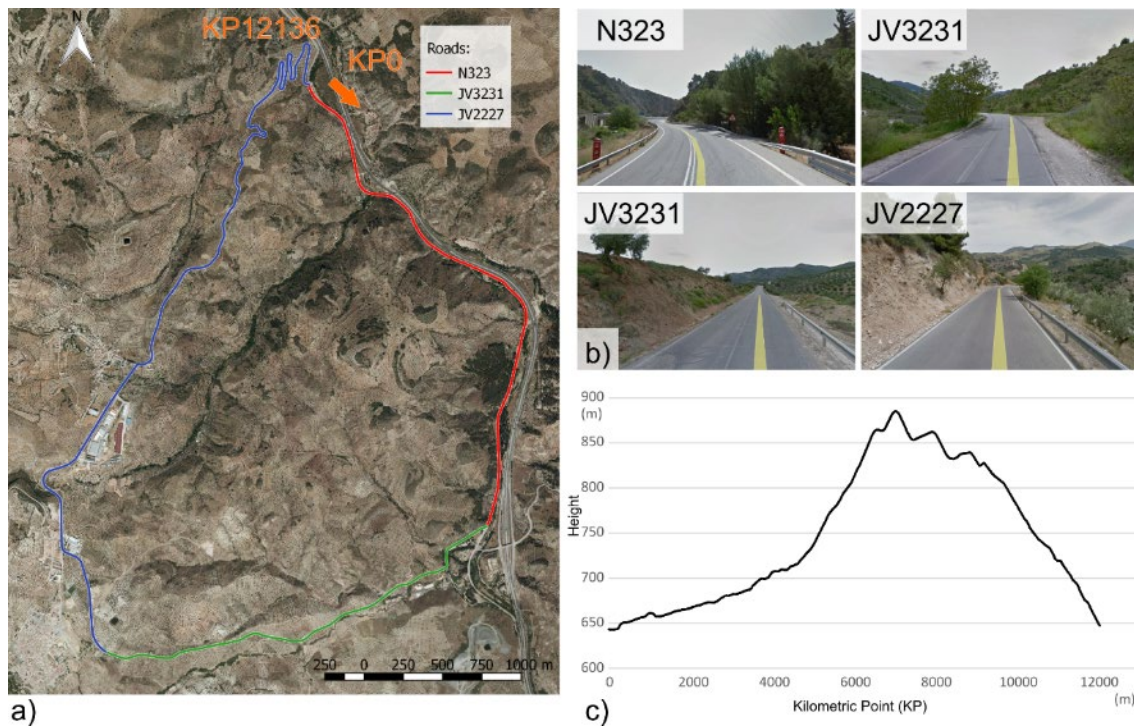 N
KP12136
KP0
Roads:
N323
JV3231
JV2227
250 0 250 500 750 1000 m
a)
N323
JV3231
JV3231
JV2227
b)
900
(m)
850
800
750
700
650
600
Height
0 2000 4000 6000 8000 10000 12000
Kilometric Point (KP)
(m)
c)